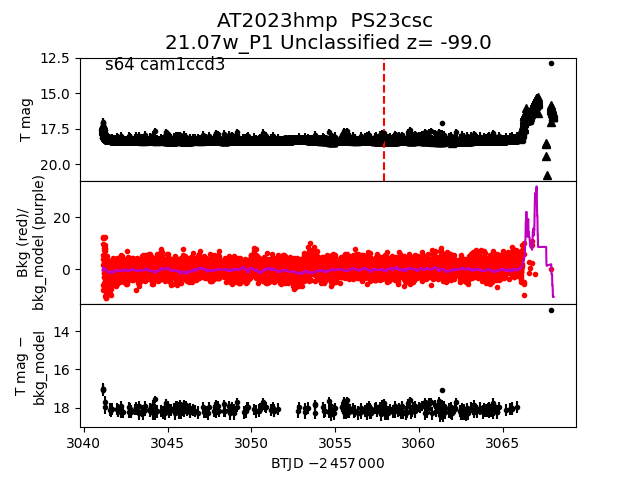 AT2023hmp  PS23csc
21.07w_P1 Unclassified z= -99.0
s64 cam1ccd3
T mag
12.5
15.0
17.5
20.0
Bkg (red)/
bkg_model (purple)
20
0
T mag −
bkg_model
14
16
18
3040 3045 3050 3055 3060 3065
BTJD −2 457 000